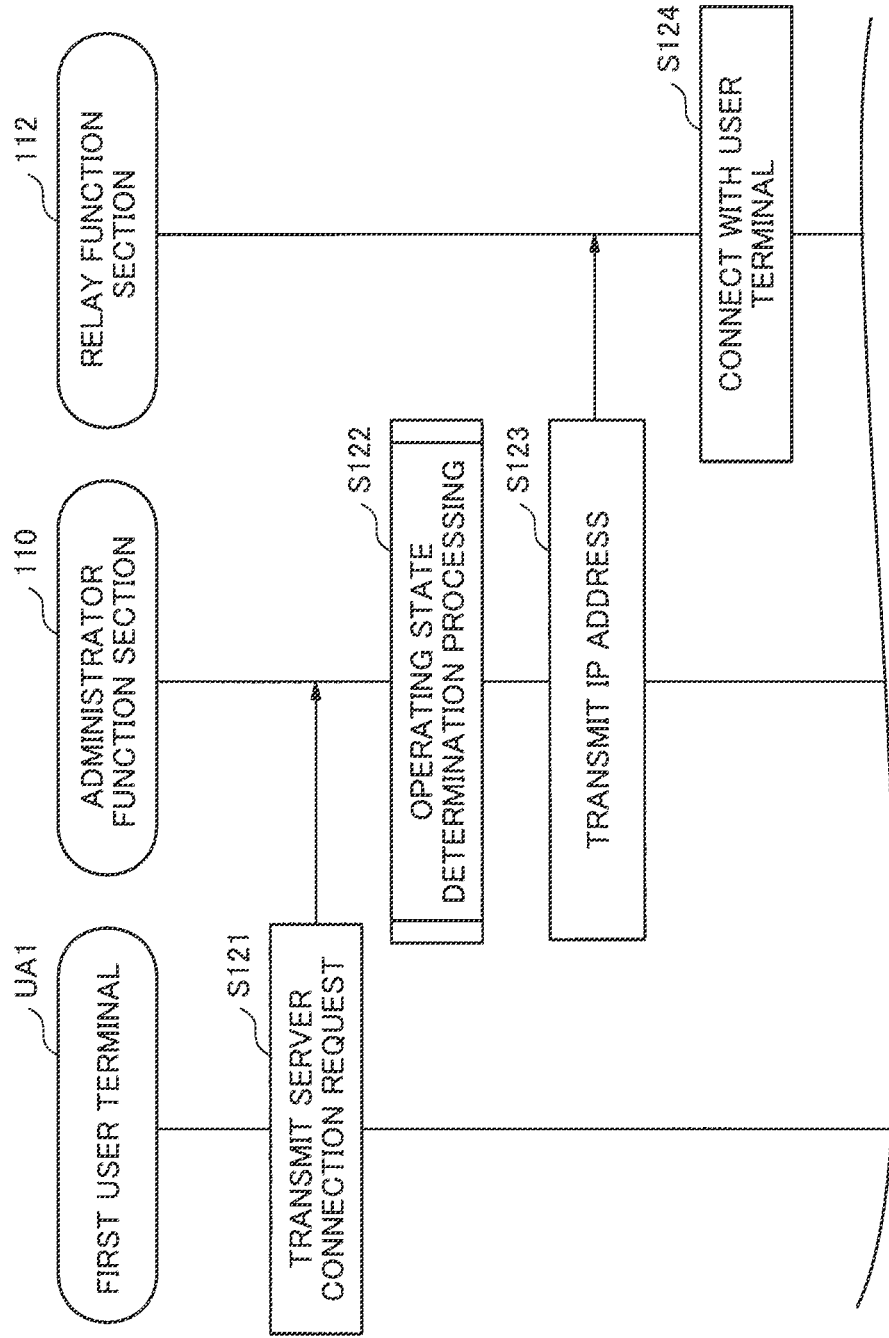 UA1
FIRST USER TERMINAL
110
ADMINISTRATOR
FUNCTION SECTION
112
RELAY FUNCTION
SECTION
S121
TRANSMIT SERVER
CONNECTION REQUEST
S122
OPERATING STATE
DETERMINATION PROCESSING
S123
TRANSMIT IP ADDRESS
S124
CONNECT WITH USER
TERMINAL